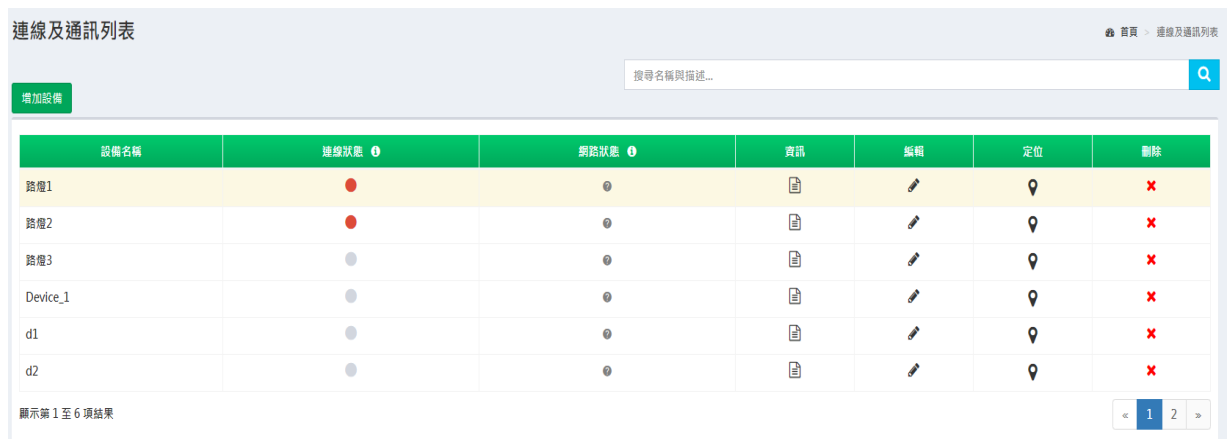 連線及通訊列表
首頁 > 連線及通訊列表
搜尋名稱與描述...
增加設備
設備名稱 連線狀態 網路狀態 資訊 編輯 定位 刪除
路燈1
路燈2
路燈3
Device_1
d1
d2
顯示第 1 至 6 項結果
« 1 2 »